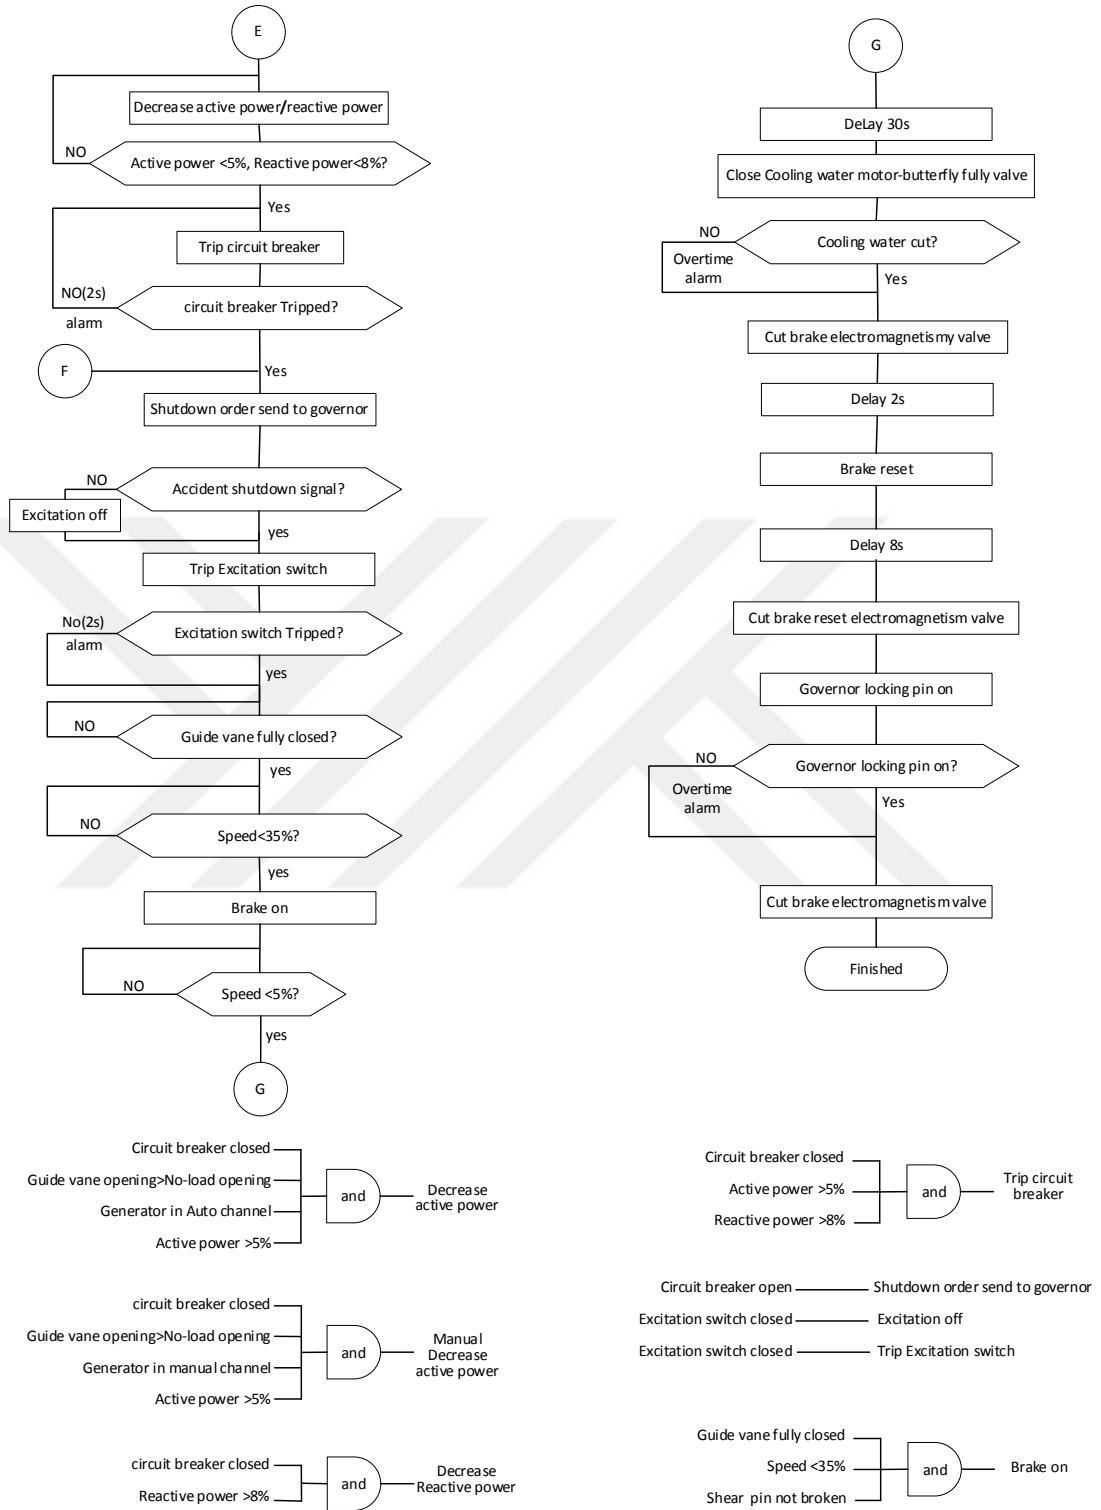 E
Decrease active power/reactive power
NO
Active power <5%, Reactive power<8%?
Yes
Trip circuit breaker
NO(2s)
alarm
circuit breaker Tripped?
F
Yes
Shutdown order send to governor
NO
Accident shutdown signal?
Excitation off
yes
Trip Excitation switch
No(2s)
alarm
Excitation switch Tripped?
yes
NO
Guide vane fully closed?
yes
NO
Speed<35%?
yes
Brake on
NO
Speed <5%?
yes
G
G
DeLay 30s
Close Cooling water motor-butterfly fully valve
NO
Cooling water cut?
Overtime
alarm
Yes
Cut brake electromagnetismy valve
Delay 2s
Brake reset
Delay 8s
Cut brake reset electromagnetism valve
Governor locking pin on
NO
Governor locking pin on?
Overtime
alarm
Yes
Cut brake electromagnetism valve
Finished
Circuit breaker closed
Guide vane opening>No-load opening
Generator in Auto channel
Active power >5%
and
Decrease
active power
circuit breaker closed
Guide vane opening>No-load opening
Generator in manual channel
Active power >5%
and
Manual
Decrease
active power
circuit breaker closed
Reactive power >8%
and
Decrease
Reactive power
Circuit breaker closed
Active power >5%
Reactive power >8%
and
Trip circuit
breaker
Circuit breaker open
Shutdown order send to governor
Excitation switch closed
Excitation off
Excitation switch closed
Trip Excitation switch
Guide vane fully closed
Speed <35%
Shear pin not broken
and
Brake on